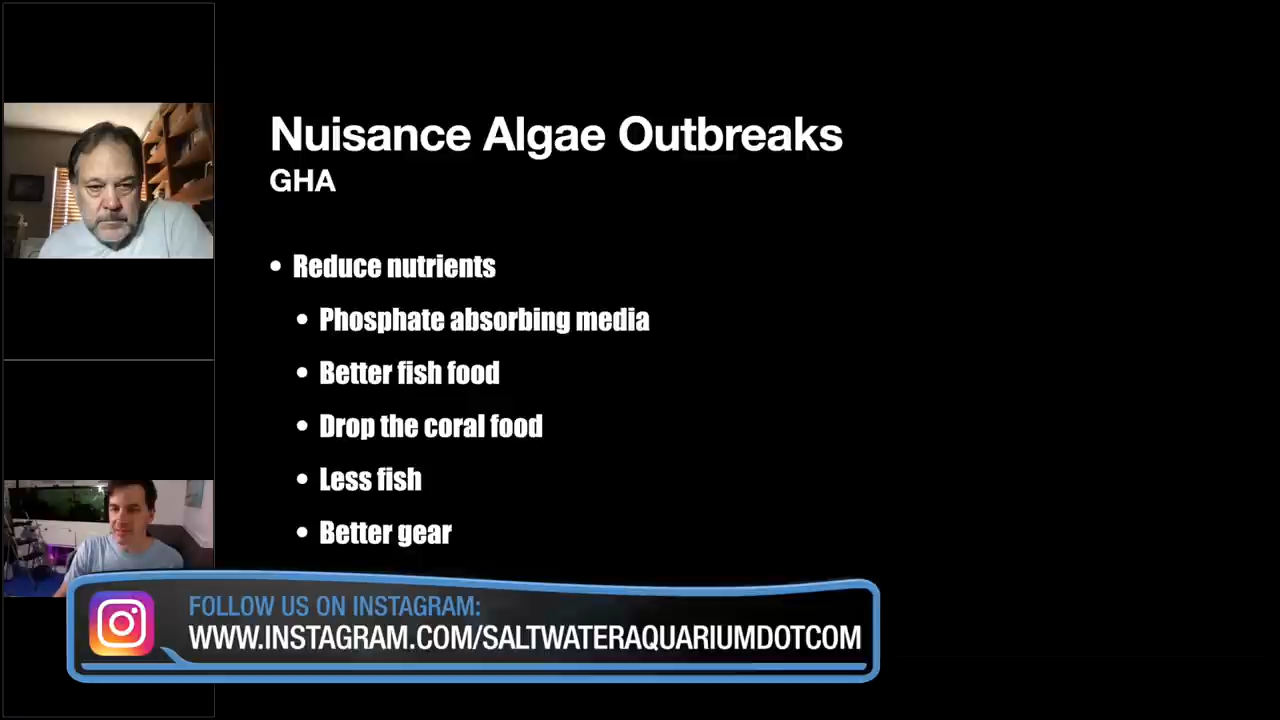 Nuisance Algae Outbreaks
GHA
• Reduce nutrients
• Phosphate absorbing media
• Better fish food
• Drop the coral food
• Less fish
• Better gear
FOLLOW US ON INSTAGRAM:
WWW.INSTAGRAM.COM/SALTWATERAQUARIUMDOTCOM